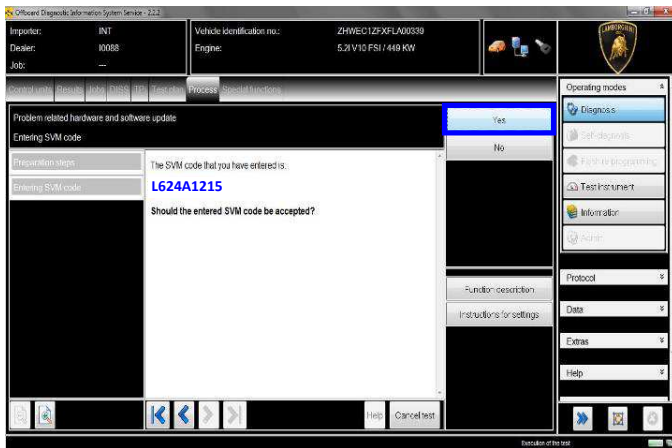 Offboard Diagnostic Information System Service - 2.2.2
Importer: INT
Dealer: 10088
Job: ---
Vehicle identification no.: ZHWEC1ZFXFLA00339
Engine: 5.2l V10 FSI / 449 KW
LAMBORGHINI
Control units Results Jobs DISS TPI Test plan Process Special functions
Problem related hardware and software update
Entering SVM code
Preparation steps
Entering SVM code
The SVM code that you have entered is:
L624A1215
Should the entered SVM code be accepted?
Yes
No
Function description
Instructions for settings
Help
Cancel test
Operating modes
Diagnosis
Self-diagnosis
Flash reprogramming
Test instrument
Information
Admin
Protocol
Data
Extras
Help
Execution of the test